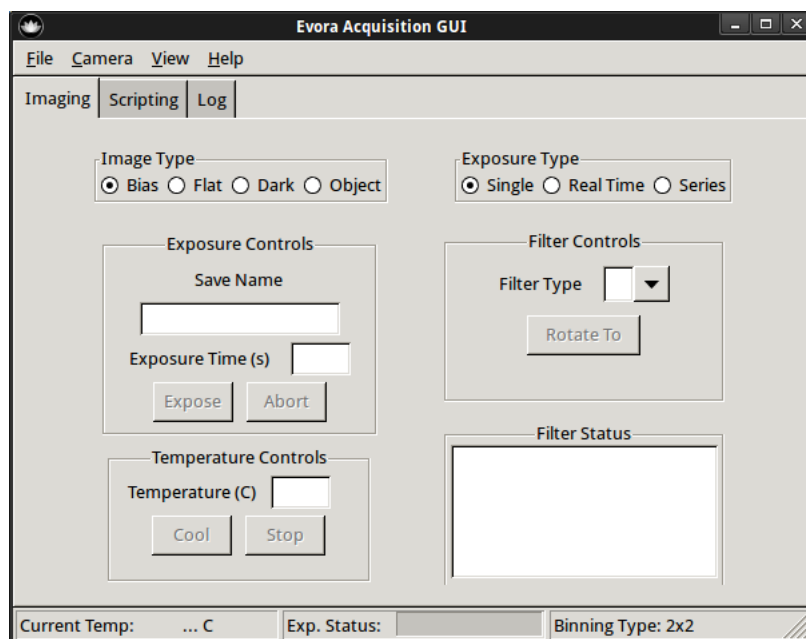 Evora Acquisition GUI
File Camera View Help
Imaging Scripting Log
Image Type
Bias Flat Dark Object
Exposure Type
Single Real Time Series
Exposure Controls
Save Name
Exposure Time (s)
Expose Abort
Filter Controls
Filter Type
Rotate To
Temperature Controls
Temperature (C)
Cool Stop
Filter Status
Current Temp: ... C Exp. Status: Binning Type: 2x2